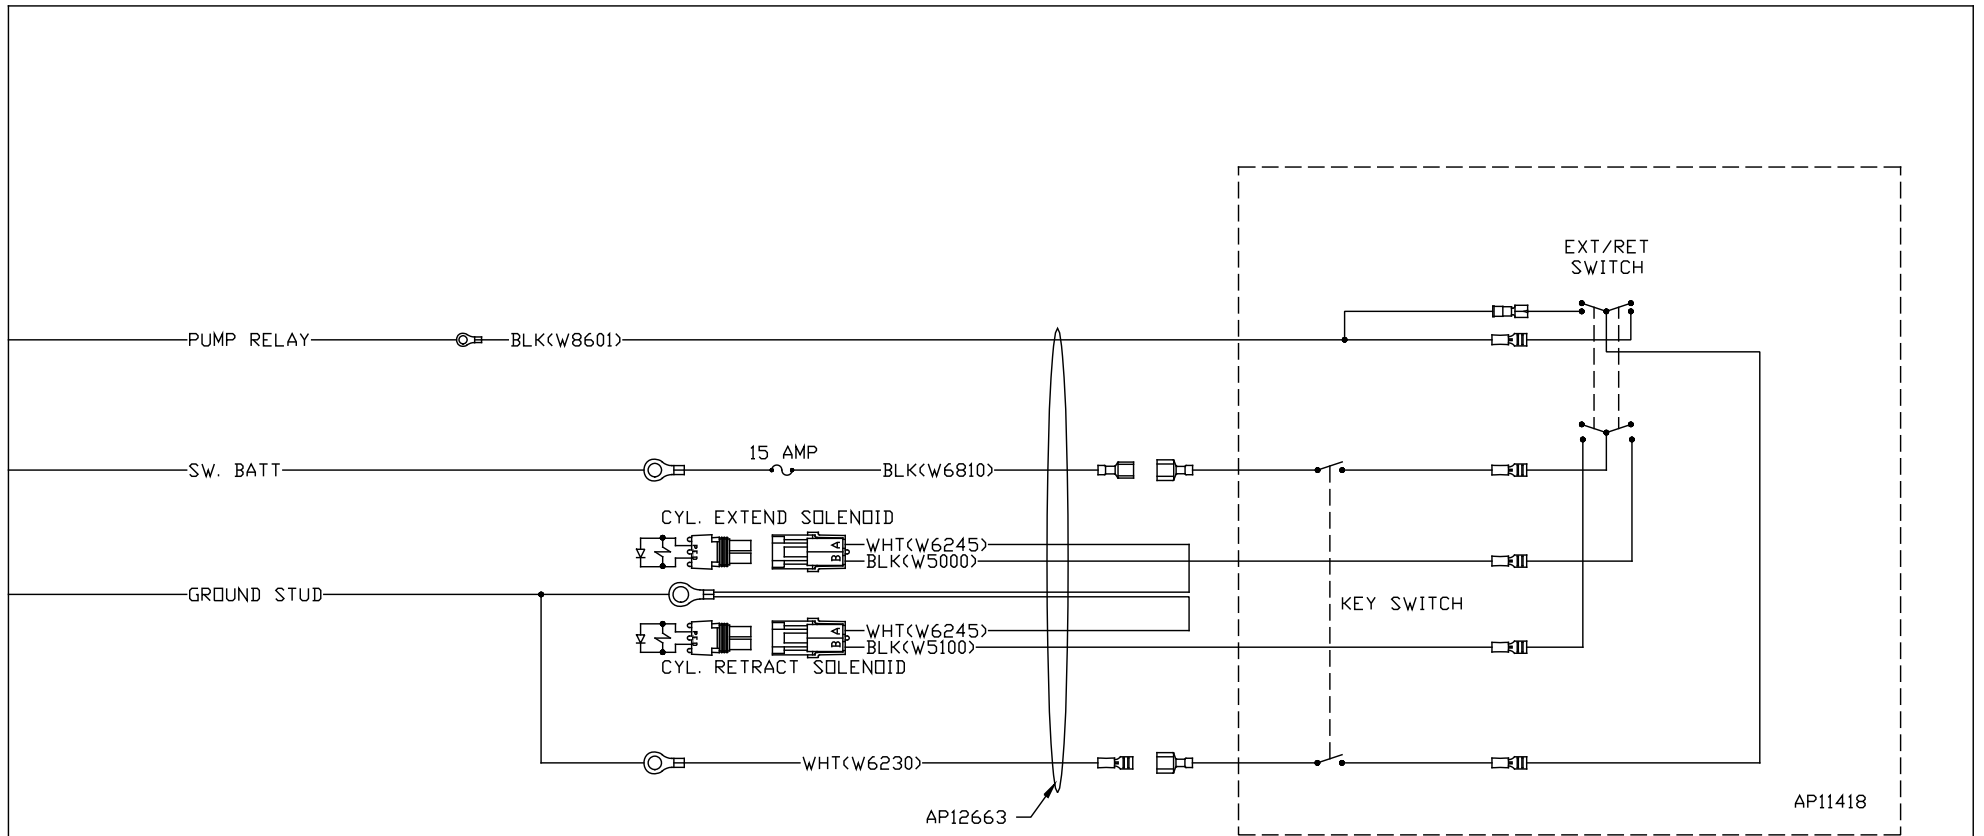 EXT/RET
SWITCH
PUMP RELAY
BLK(W8601)
15 AMP
SW. BATT
BLK(W6810)
CYL. EXTEND SOLENOID
A
WHT(W6245)
B
BLK(W5000)
GROUND STUD
KEY SWITCH
A
WHT(W6245)
B
BLK(W5100)
CYL. RETRACT SOLENOID
WHT(W6230)
AP11418
AP12663